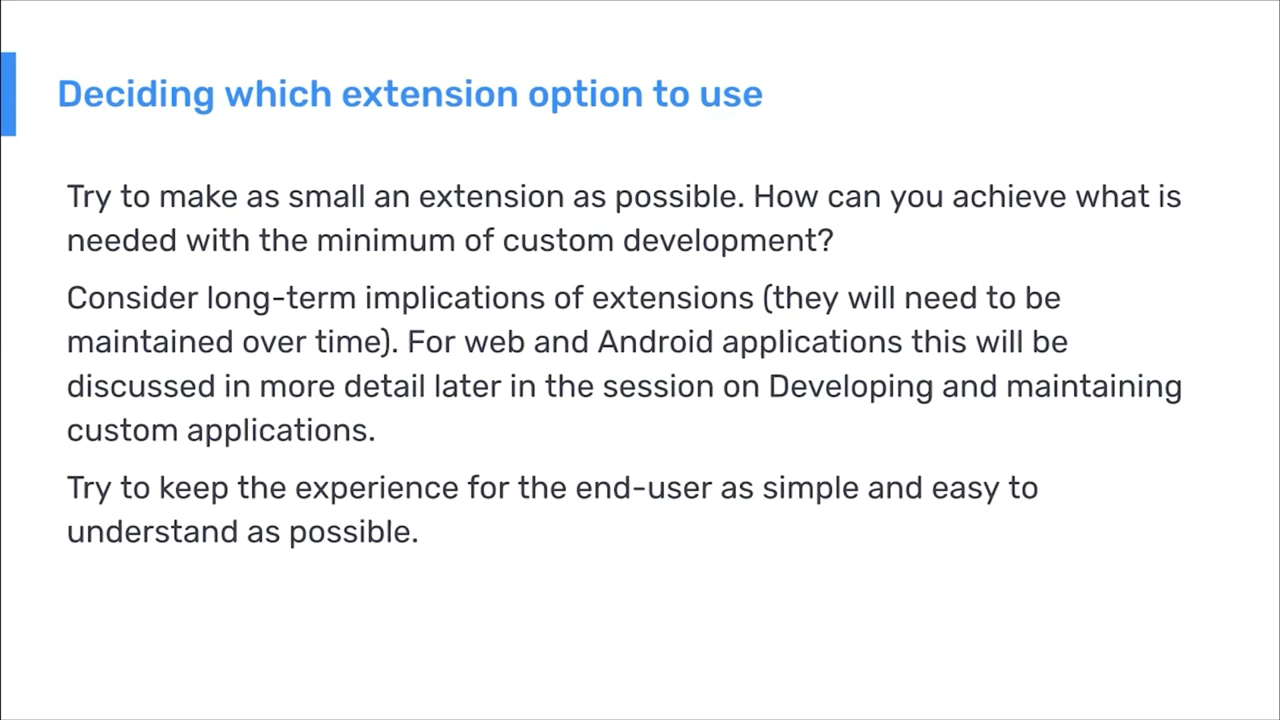 Deciding which extension option to use
Try to make as small an extension as possible. How can you achieve what is
needed with the minimum of custom development?
Consider long-term implications of extensions (they will need to be
maintained over time). For web and Android applications this will be
discussed in more detail later in the session on Developing and maintaining
custom applications.
Try to keep the experience for the end-user as simple and easy to
understand as possible.